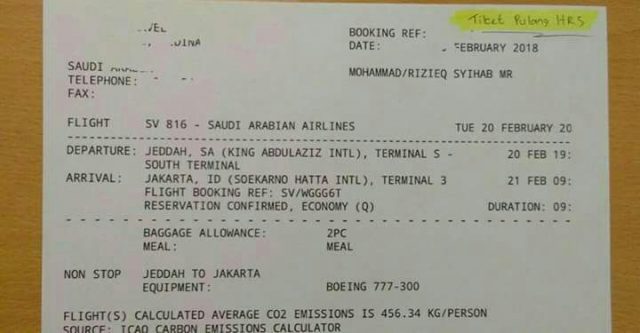 Tiket Pulang HRS
BOOKING REF:
DATE: FEBRUARY 2018
SAUDI
TELEPHONE:
FAX:
MOHAMMAD/RIZIEQ SYIHAB MR
FLIGHT SV 816 - SAUDI ARABIAN AIRLINES TUE 20 FEBRUARY 20
DEPARTURE: JEDDAH, SA (KING ABDULAZIZ INTL), TERMINAL S - 20 FEB 19:
SOUTH TERMINAL
ARRIVAL: JAKARTA, ID (SOEKARNO HATTA INTL), TERMINAL 3 21 FEB 09:
FLIGHT BOOKING REF: SV/WGGG6T
RESERVATION CONFIRMED, ECONOMY (Q) DURATION: 09:
BAGGAGE ALLOWANCE: 2PC
MEAL: MEAL
NON STOP JEDDAH TO JAKARTA
EQUIPMENT: BOEING 777-300
FLIGHT(S) CALCULATED AVERAGE CO2 EMISSIONS IS 456.34 KG/PERSON
SOURCE: ICAO CARBON EMISSIONS CALCULATOR